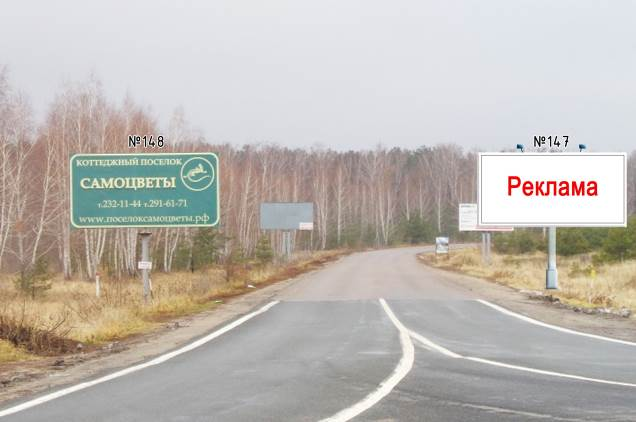 №148
КОТТЕДЖНЫЙ ПОСЕЛОК
САМОЦВЕТЫ
т.232-11-44 т.291-61-71
www.поселоксамоцветы.рф
№147
Реклама